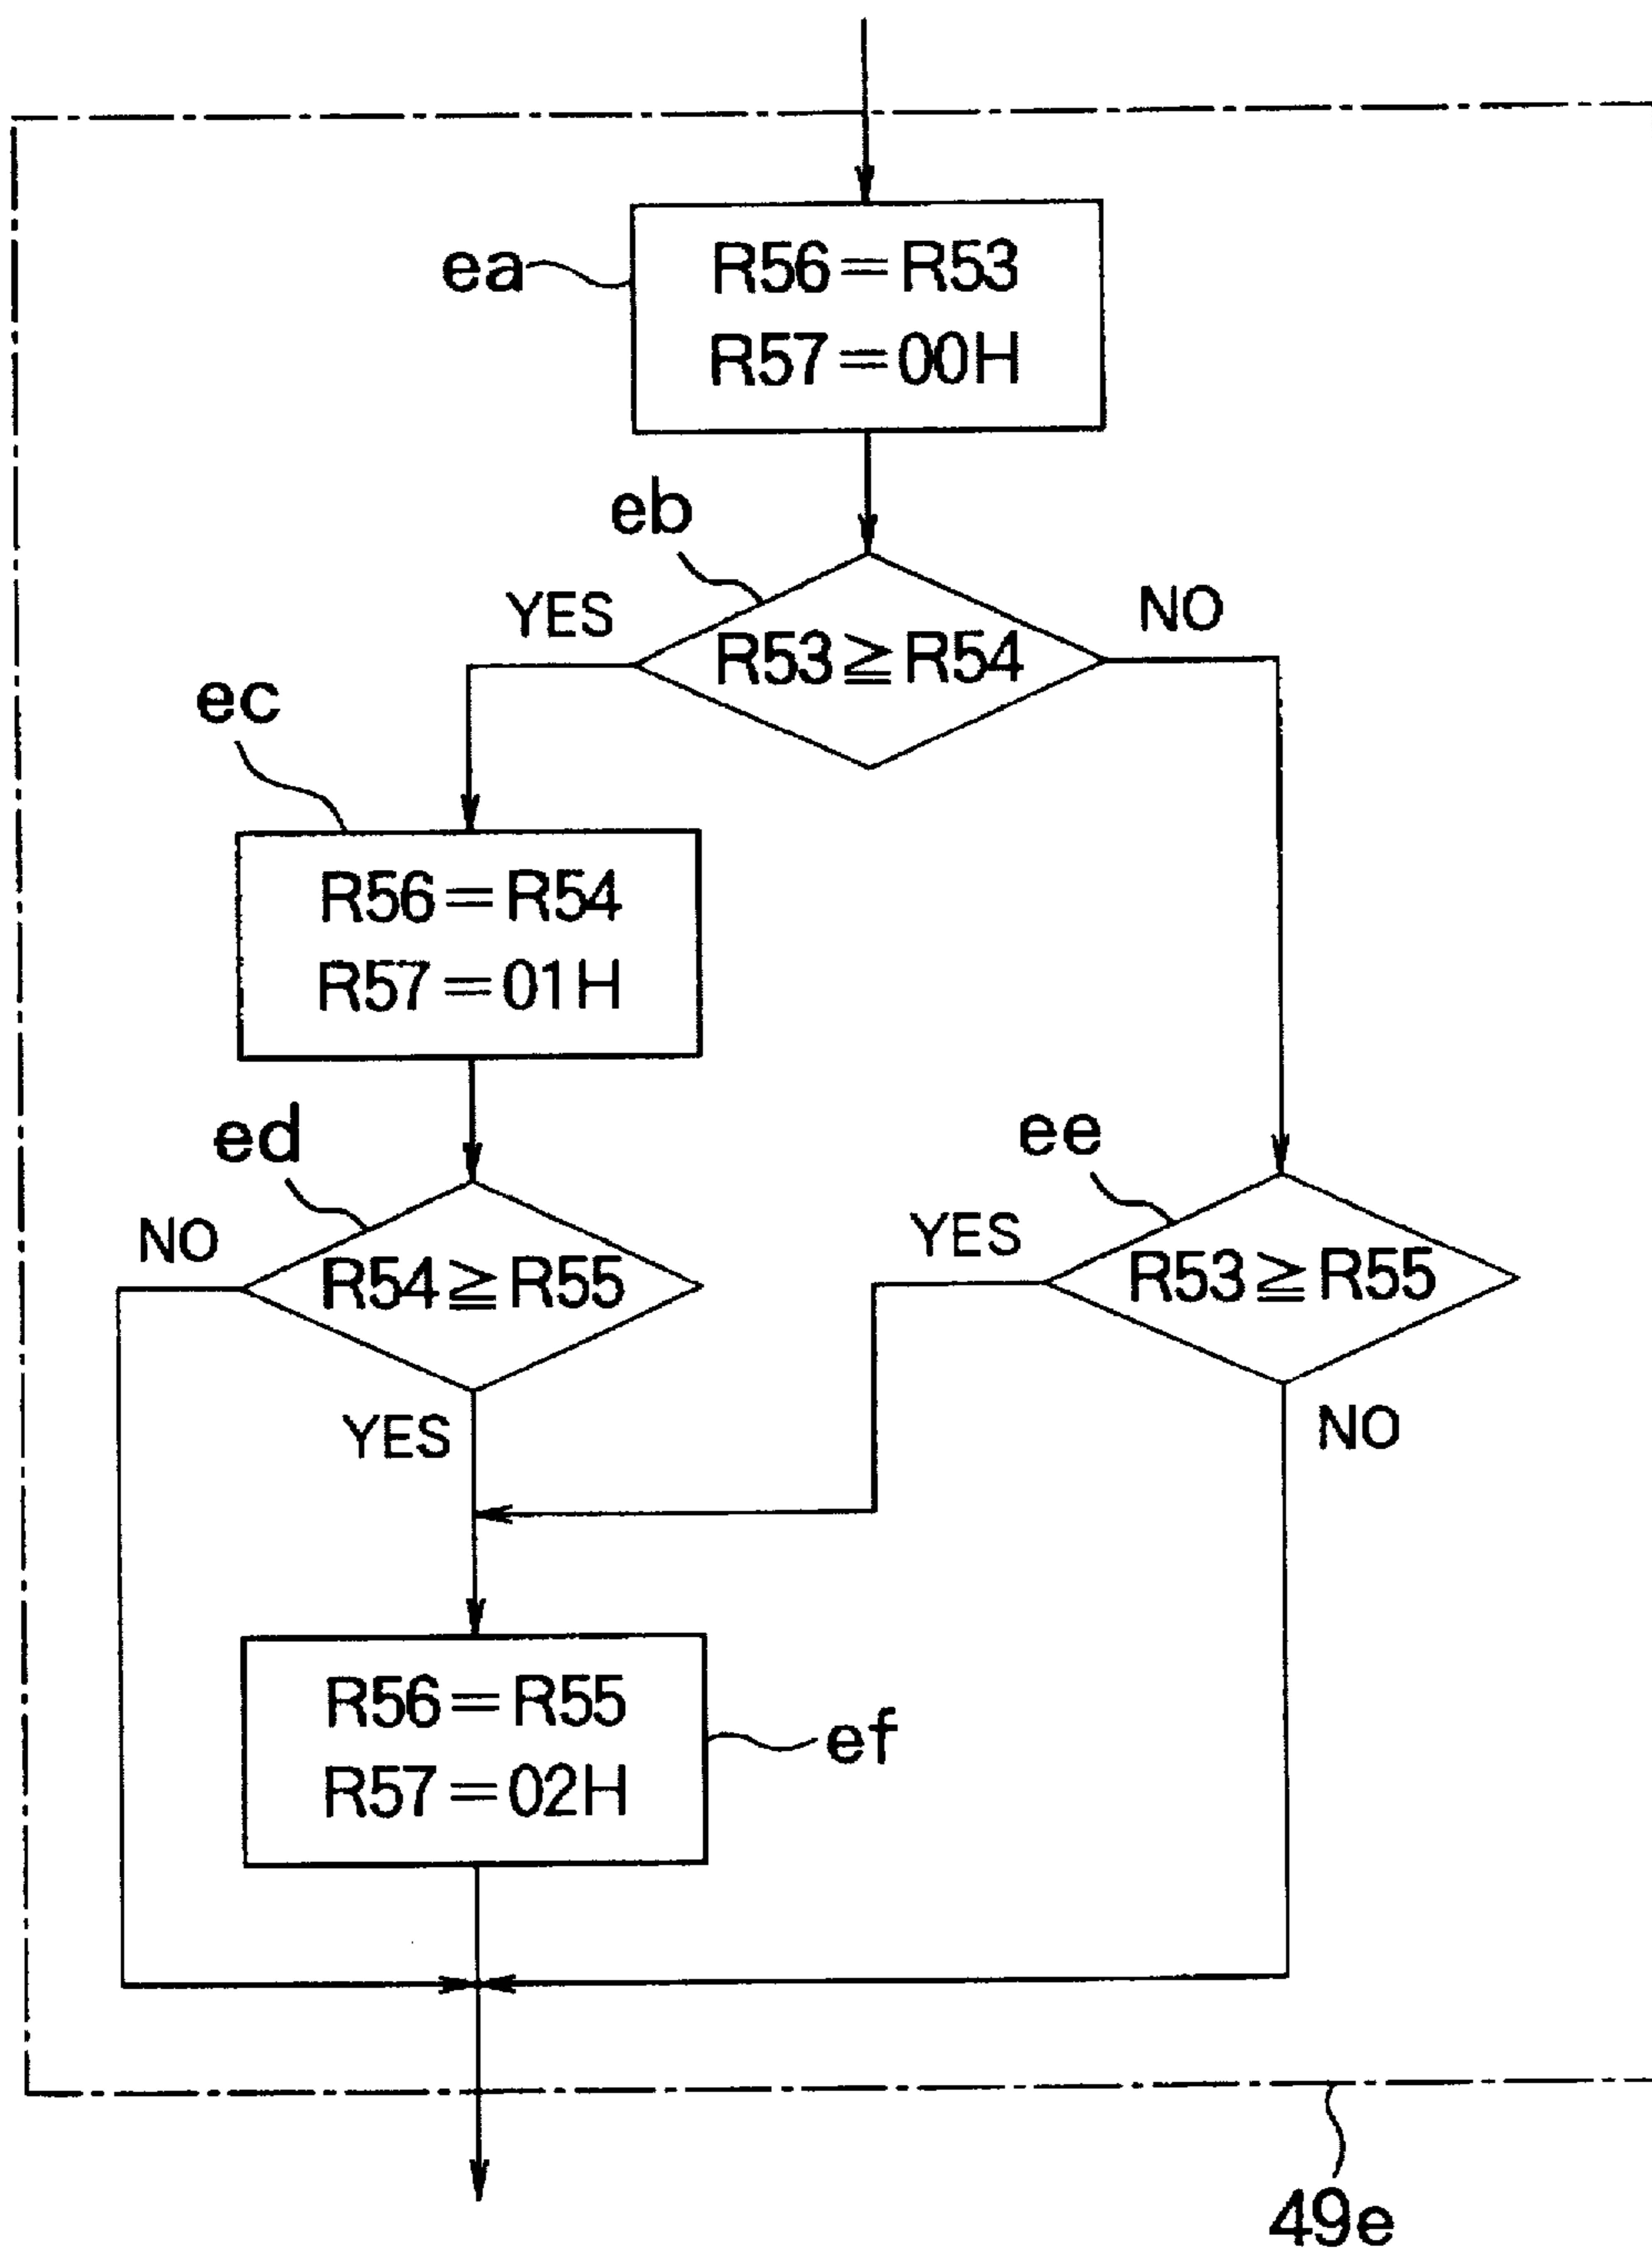 ea
R56=R53
R57=00H
eb
YES
NO
R53≧R54
ec
R56=R54
R57=01H
ed
ee
NO
R54≧R55
YES
YES
R53≧R55
NO
R56=R55
R57=02H
ef
49e